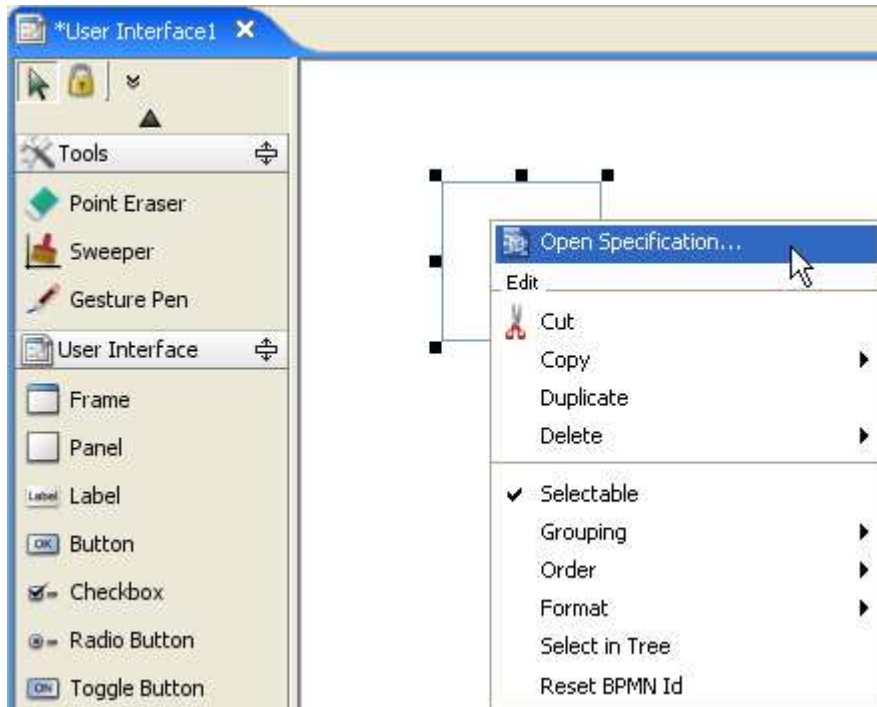 *User Interface1
Tools
Point Eraser
Sweeper
Gesture Pen
User Interface
Frame
Panel
Label Label
OK Button
Checkbox
Radio Button
ON Toggle Button
Open Specification...
Edit
Cut
Copy
Duplicate
Delete
Selectable
Grouping
Order
Format
Select in Tree
Reset BPMN Id